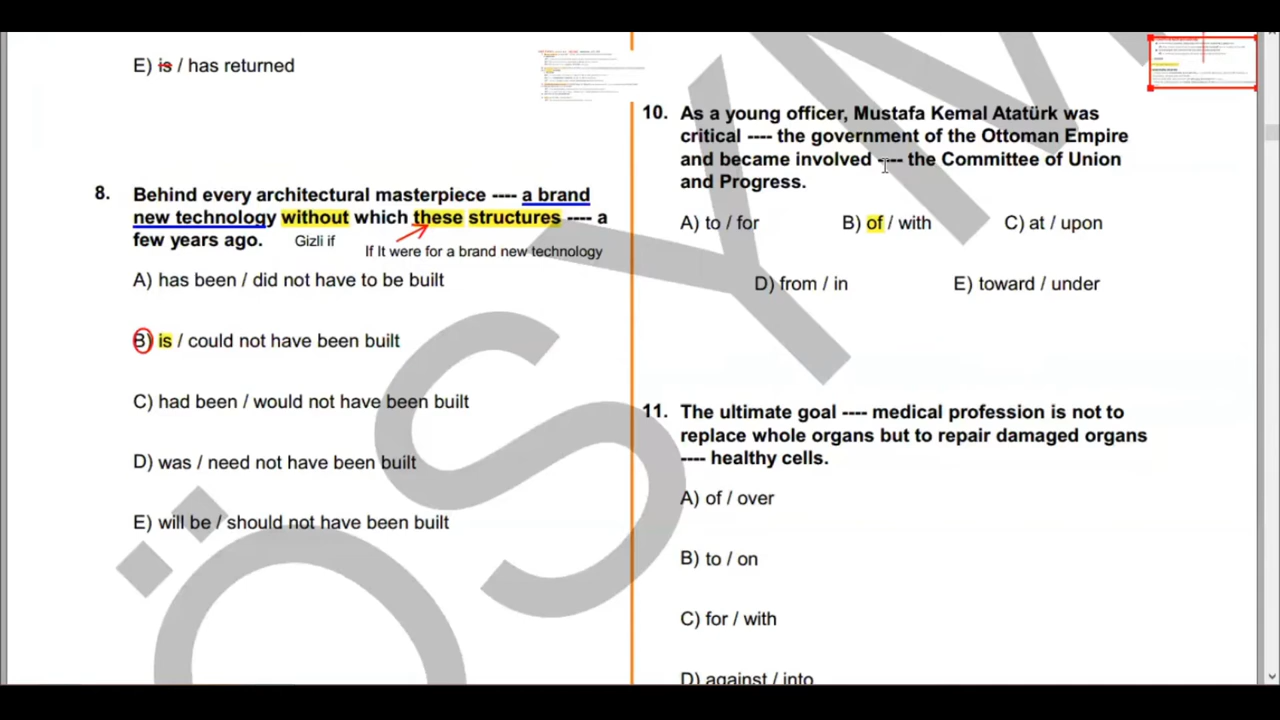 E) is / has returned
8. Behind every architectural masterpiece ---- a brand
new technology without which these structures ---- a
few years ago.
Gizli if
If It were for a brand new technology
A) has been / did not have to be built
B) is / could not have been built
C) had been / would not have been built
D) was / need not have been built
E) will be / should not have been built
10. As a young officer, Mustafa Kemal Atatürk was
critical ---- the government of the Ottoman Empire
and became involved ---- the Committee of Union
and Progress.
A) to / for B) of / with C) at / upon
D) from / in E) toward / under
11. The ultimate goal ---- medical profession is not to
replace whole organs but to repair damaged organs
---- healthy cells.
A) of / over
B) to / on
C) for / with
D) against / into
ÖSYM